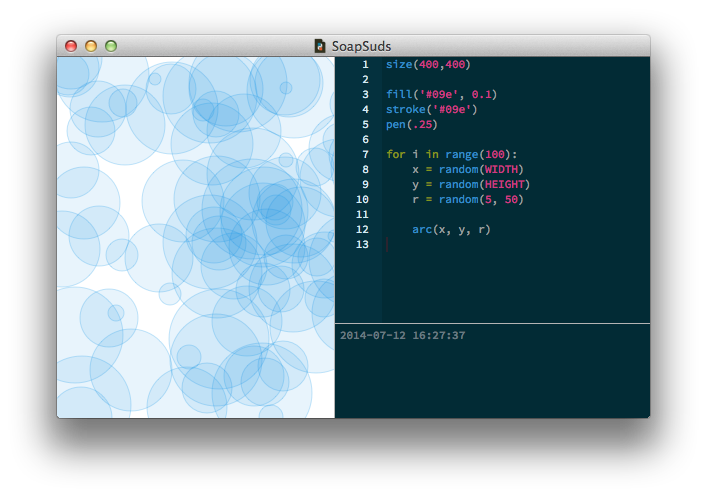 SoapSuds
1 size(400,400)
2
3 fill('#09e', 0.1)
4 stroke('#09e')
5 pen(.25)
6
7 for i in range(100):
8     x = random(WIDTH)
9     y = random(HEIGHT)
10     r = random(5, 50)
11
12     arc(x, y, r)
13
2014-07-12 16:27:37